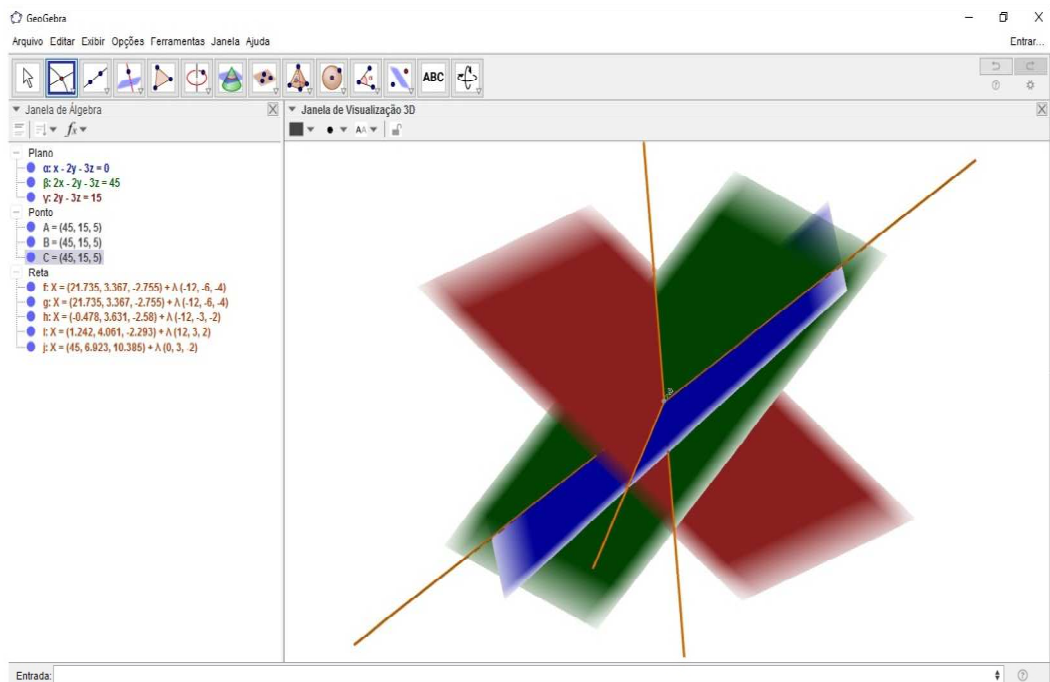 GeoGebra
Arquivo Editar Exibir Opções Ferramentas Janela Ajuda
Entrar...
ABC
Janela de Álgebra
Janela de Visualização 3D
fx
AA
Plano
α: x - 2y - 3z = 0
β: 2x - 2y - 3z = 45
γ: 2y - 3z = 15
Ponto
A = (45, 15, 5)
B = (45, 15, 5)
C = (45, 15, 5)
Reta
f: X = (21.735, 3.367, -2.755) + λ (-12, -6, -4)
g: X = (21.735, 3.367, -2.755) + λ (-12, -6, -4)
h: X = (-0.478, 3.631, -2.58) + λ (-12, -3, -2)
i: X = (1.242, 4.061, -2.293) + λ (12, 3, 2)
j: X = (45, 6.923, 10.385) + λ (0, 3, -2)
Entrada: